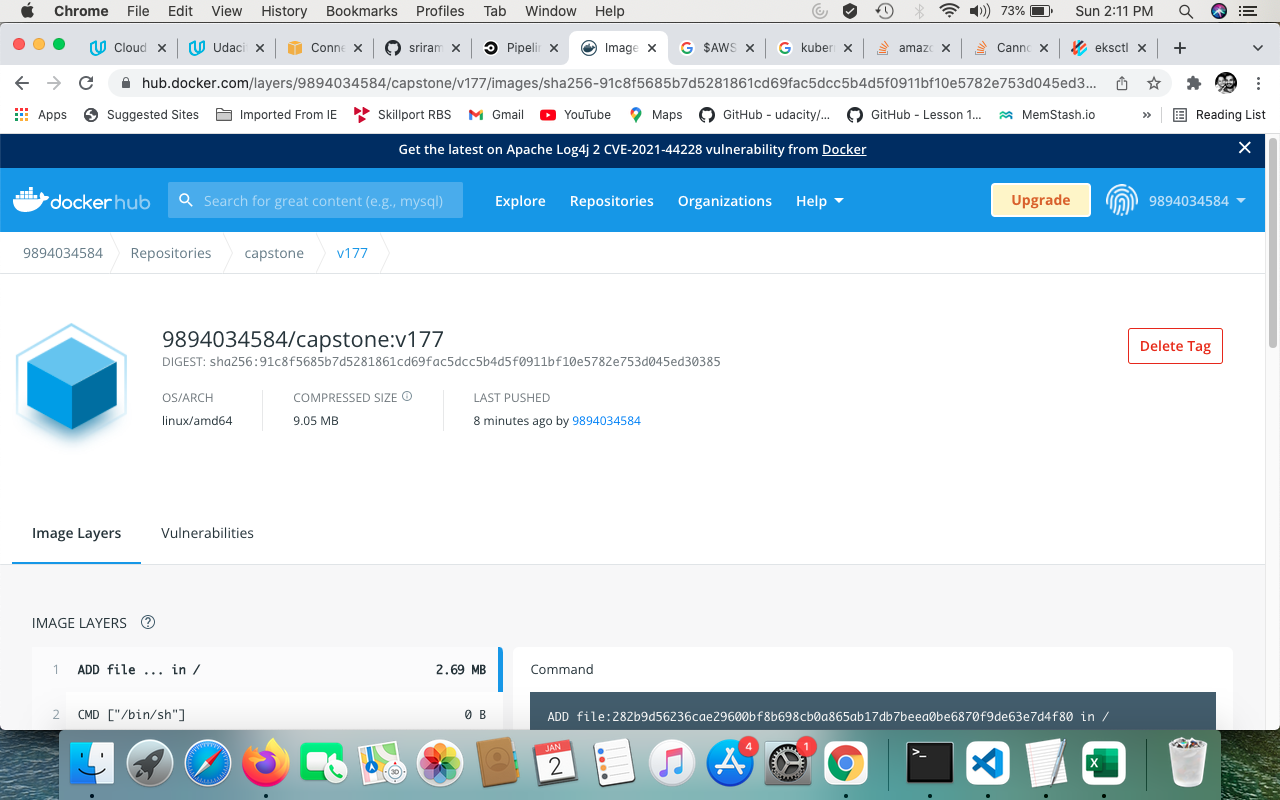 Chrome File Edit View History Bookmarks Profiles Tab Window Help 73% Sun 2:11 PM
Cloud Udaci Conne sriram Pipelin Image $AWS kuber amazo Canno eksctl
hub.docker.com/layers/9894034584/capstone/v177/images/sha256-91c8f5685b7d5281861cd69fac5dcc5b4d5f0911bf10e5782e753d045ed3...
Apps Suggested Sites Imported From IE Skillport RBS Gmail YouTube Maps GitHub - udacity/... GitHub - Lesson 1... MemStash.io » Reading List
Get the latest on Apache Log4j 2 CVE-2021-44228 vulnerability from Docker
docker hub Search for great content (e.g., mysql) Explore Repositories Organizations Help Upgrade 9894034584
9894034584 Repositories capstone v177
9894034584/capstone:v177
DIGEST: sha256:91c8f5685b7d5281861cd69fac5dcc5b4d5f0911bf10e5782e753d045ed30385
Delete Tag
OS/ARCH COMPRESSED SIZE LAST PUSHED
linux/amd64 9.05 MB 8 minutes ago by 9894034584
Image Layers Vulnerabilities
IMAGE LAYERS
1 ADD file ... in / 2.69 MB Command
2 CMD ["/bin/sh"] 0 B ADD file:282b9d56236cae29600bf8b698cb0a865ab17db7beea0be6870f9de63e7d4f80 in /
JAN 2 3D 4 1